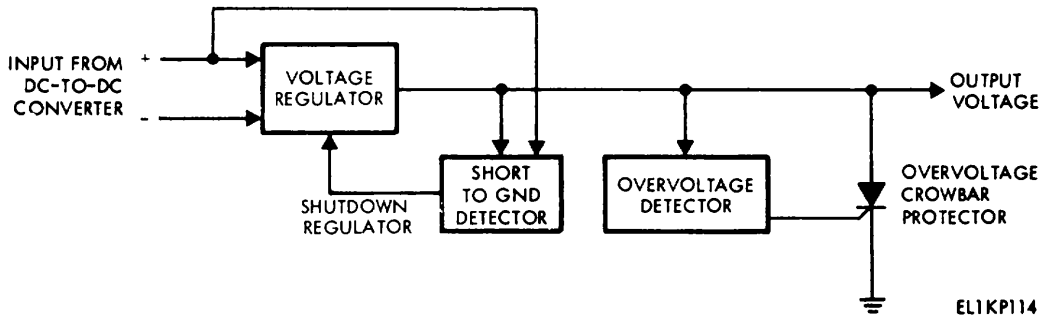 INPUT FROM
DC-TO-DC
CONVERTER
+
-
VOLTAGE
REGULATOR
OUTPUT
VOLTAGE
SHUTDOWN
REGULATOR
SHORT
TO GND
DETECTOR
OVERVOLTAGE
DETECTOR
OVERVOLTAGE
CROWBAR
PROTECTOR
EL1KP114